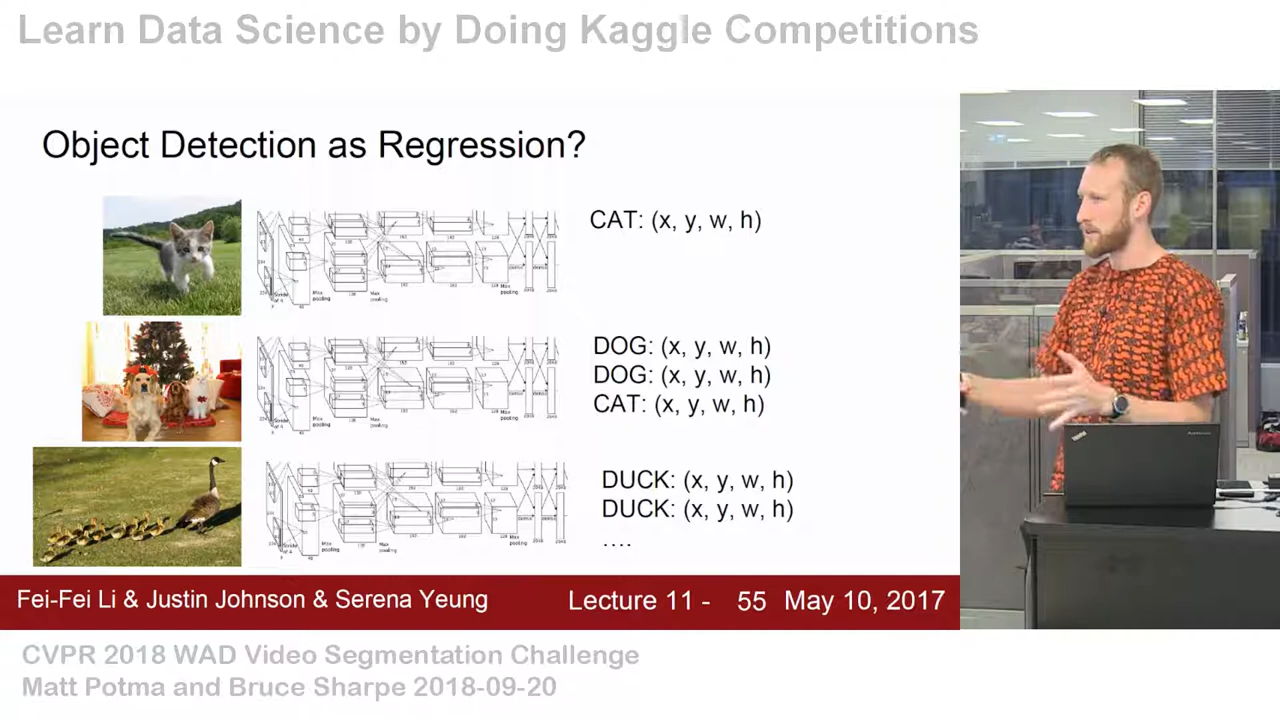 Learn Data Science by Doing Kaggle Competitions
Object Detection as Regression?
CAT: (x, y, w, h)
DOG: (x, y, w, h)
DOG: (x, y, w, h)
CAT: (x, y, w, h)
DUCK: (x, y, w, h)
DUCK: (x, y, w, h)
....
Fei-Fei Li & Justin Johnson & Serena Yeung
Lecture 11 - 55 May 10, 2017
CVPR 2018 WAD Video Segmentation Challenge
Matt Potma and Bruce Sharpe 2018-09-20